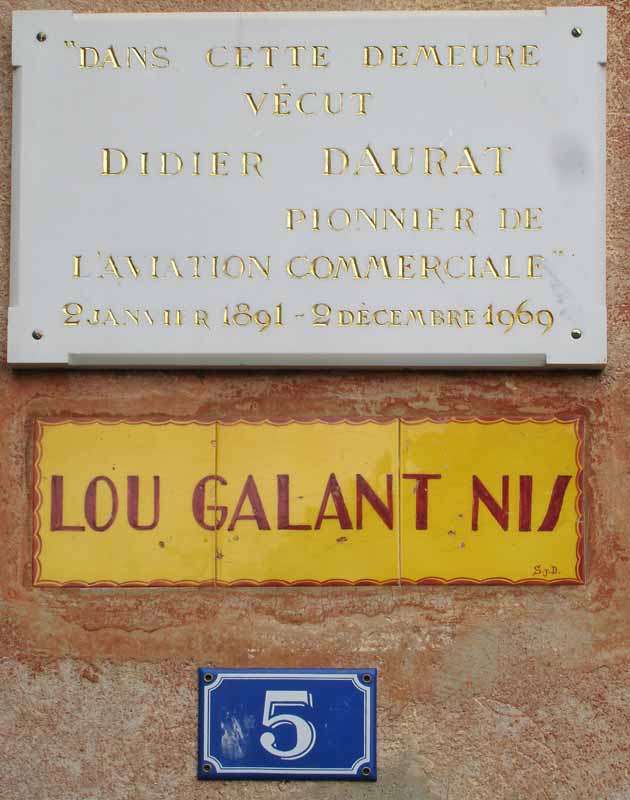 "DANS CETTE DEMEURE
VÉCUT
DIDIER DAURAT
PIONNIER DE
L'AVIATION COMMERCIALE"
2 JANVIER 1891 - 2 DÉCEMBRE 1969
LOU GALANT NIS
S.J.D.
5